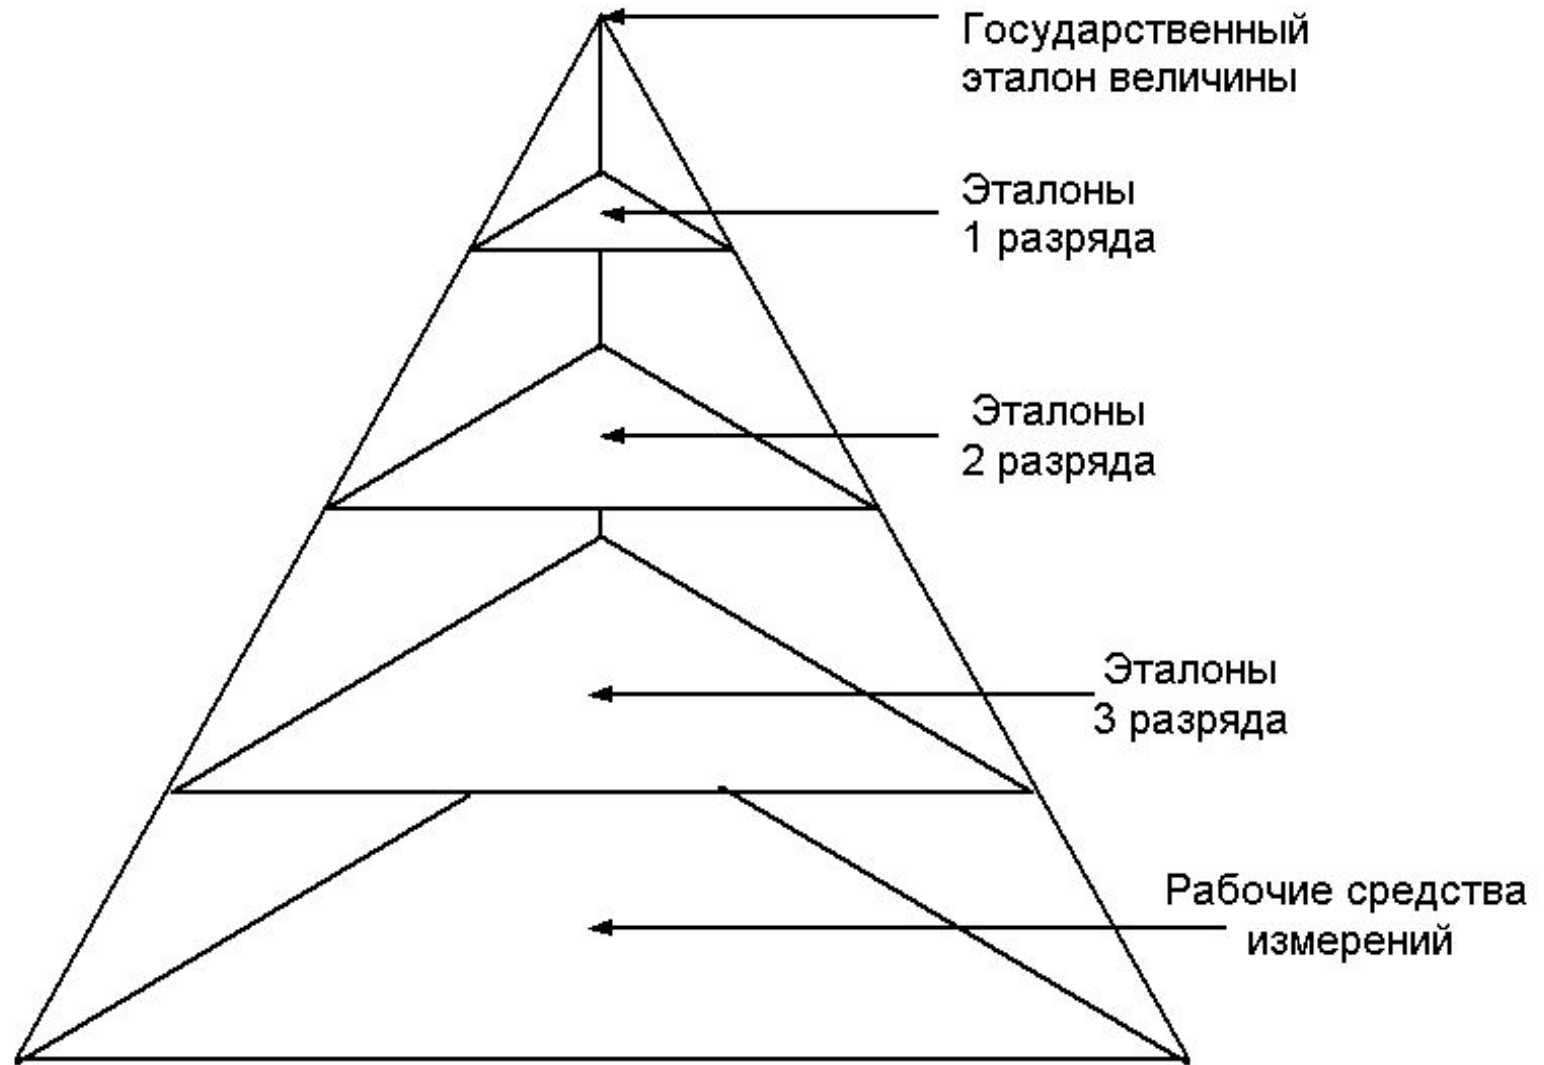 Государственный
эталон величины
Эталоны
1 разряда
Эталоны
2 разряда
Эталоны
3 разряда
Рабочие средства
измерений